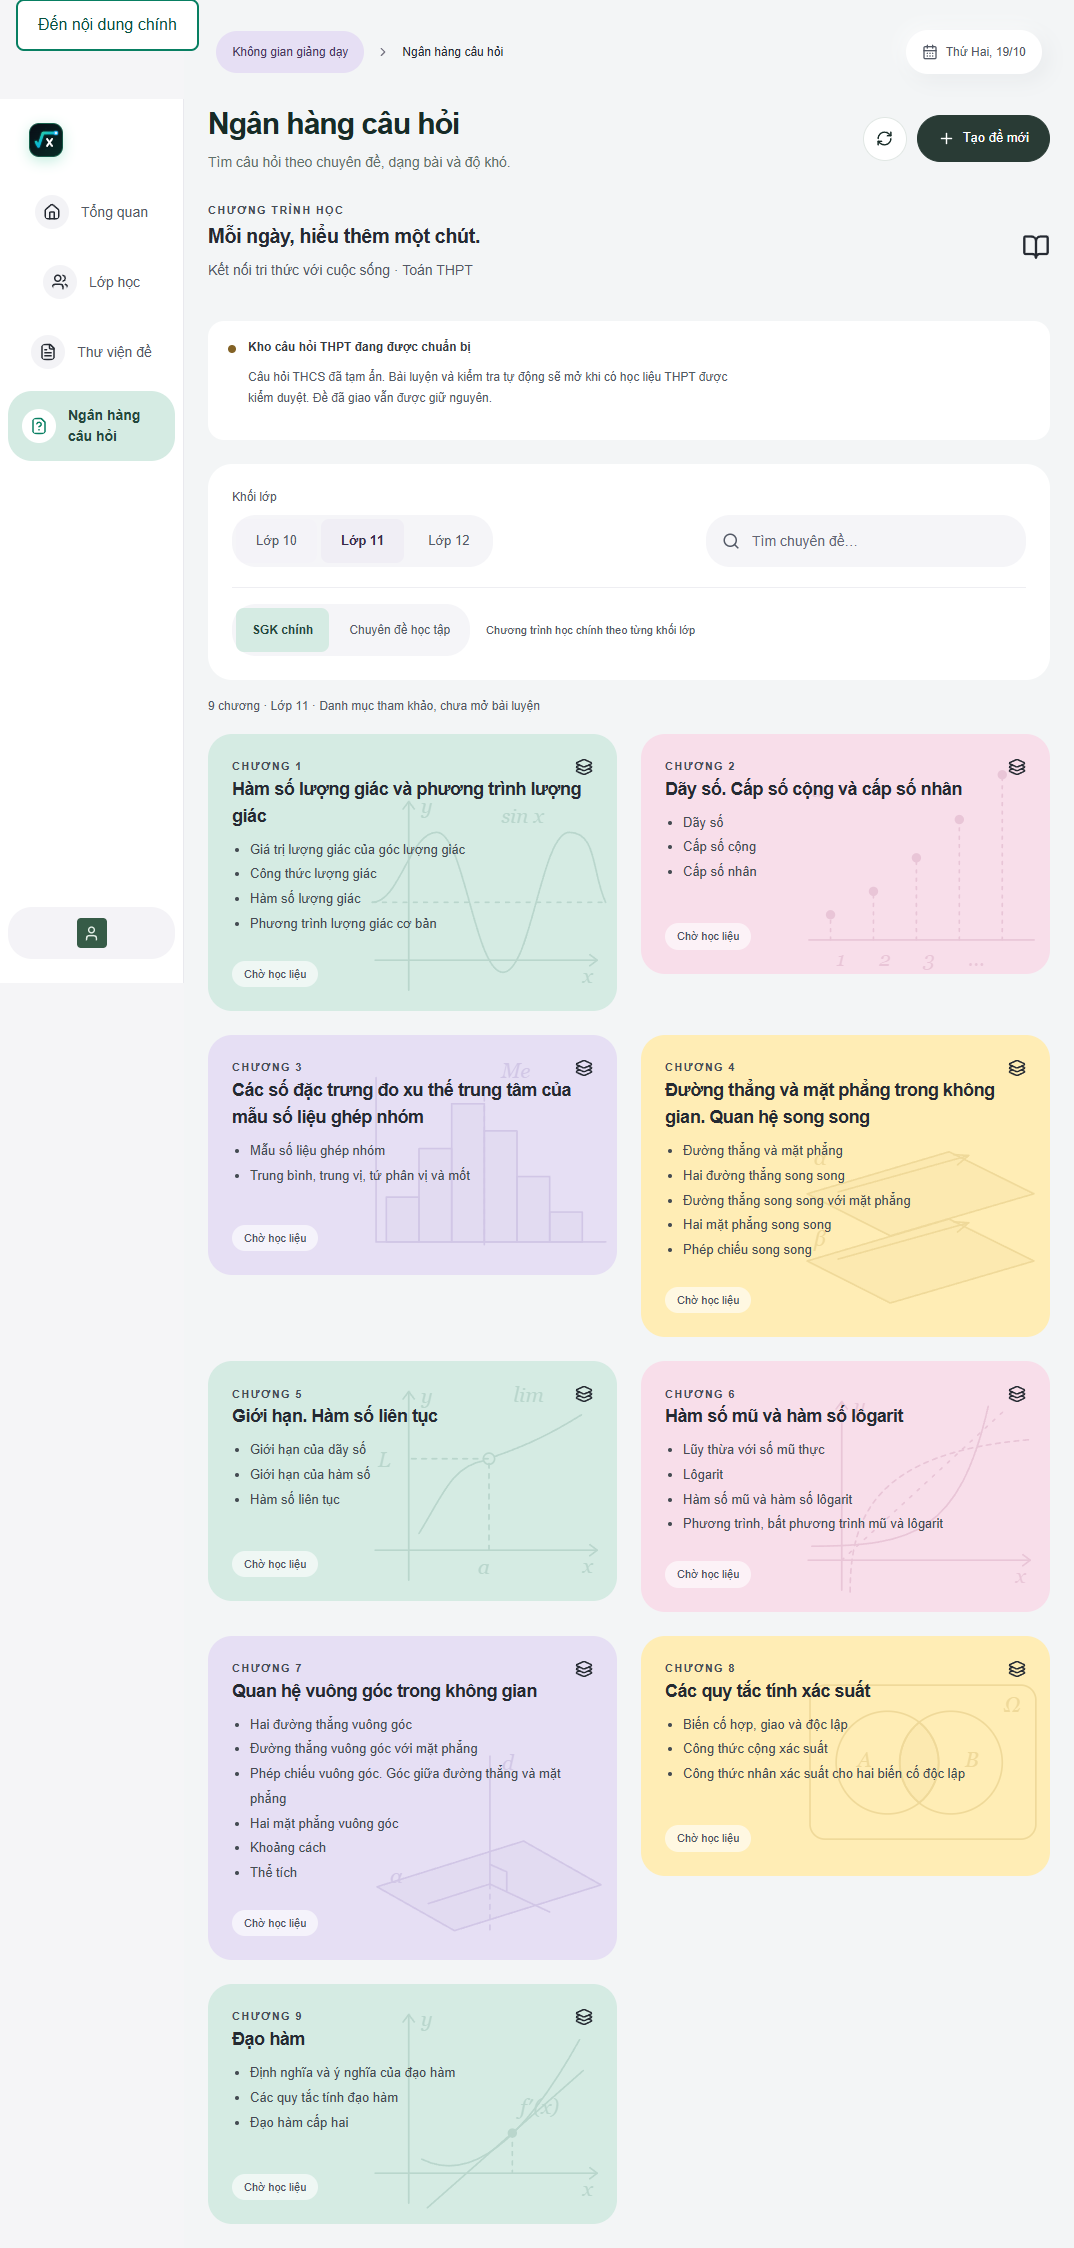 Đến nội dung chính
Không gian giảng dạy > Ngân hàng câu hỏi
Thứ Hai, 19/10
Tổng quan
Lớp học
Thư viện đề
Ngân hàng
câu hỏi
Ngân hàng câu hỏi
Tìm câu hỏi theo chuyên đề, dạng bài và độ khó.
Tạo đề mới
CHƯƠNG TRÌNH HỌC
Mỗi ngày, hiểu thêm một chút.
Kết nối tri thức với cuộc sống · Toán THPT
Kho câu hỏi THPT đang được chuẩn bị
Câu hỏi THCS đã tạm ẩn. Bài luyện và kiểm tra tự động sẽ mở khi có học liệu THPT được
kiểm duyệt. Đề đã giao vẫn được giữ nguyên.
Khối lớp
Lớp 10 Lớp 11 Lớp 12
Tìm chuyên đề...
SGK chính Chuyên đề học tập Chương trình học chính theo từng khối lớp
9 chương · Lớp 11 · Danh mục tham khảo, chưa mở bài luyện
CHƯƠNG 1
Hàm số lượng giác và phương trình lượng
giác
• Giá trị lượng giác của góc lượng giác
• Công thức lượng giác
• Hàm số lượng giác
• Phương trình lượng giác cơ bản
Chờ học liệu
y
sin x
x
CHƯƠNG 2
Dãy số. Cấp số cộng và cấp số nhân
• Dãy số
• Cấp số cộng
• Cấp số nhân
Chờ học liệu
1 2 3 ...
CHƯƠNG 3
Các số đặc trưng đo xu thế trung tâm của
mẫu số liệu ghép nhóm
• Mẫu số liệu ghép nhóm
• Trung bình, trung vị, tứ phân vị và mốt
Chờ học liệu
Me
CHƯƠNG 4
Đường thẳng và mặt phẳng trong không
gian. Quan hệ song song
• Đường thẳng và mặt phẳng
• Hai đường thẳng song song
• Đường thẳng song song với mặt phẳng
• Hai mặt phẳng song song
• Phép chiếu song song
Chờ học liệu
α
β
CHƯƠNG 5
Giới hạn. Hàm số liên tục
• Giới hạn của dãy số
• Giới hạn của hàm số
• Hàm số liên tục
Chờ học liệu
y
lim
L
a
x
CHƯƠNG 6
Hàm số mũ và hàm số lôgarit
• Lũy thừa với số mũ thực
• Lôgarit
• Hàm số mũ và hàm số lôgarit
• Phương trình, bất phương trình mũ và lôgarit
Chờ học liệu
y
x
CHƯƠNG 7
Quan hệ vuông góc trong không gian
• Hai đường thẳng vuông góc
• Đường thẳng vuông góc với mặt phẳng
• Phép chiếu vuông góc. Góc giữa đường thẳng và mặt
phẳng
• Hai mặt phẳng vuông góc
• Khoảng cách
• Thể tích
Chờ học liệu
d
α
CHƯƠNG 8
Các quy tắc tính xác suất
• Biến cố hợp, giao và độc lập
• Công thức cộng xác suất
• Công thức nhân xác suất cho hai biến cố độc lập
Chờ học liệu
Ω
A
B
CHƯƠNG 9
Đạo hàm
• Định nghĩa và ý nghĩa của đạo hàm
• Các quy tắc tính đạo hàm
• Đạo hàm cấp hai
Chờ học liệu
y
f'(x)
x